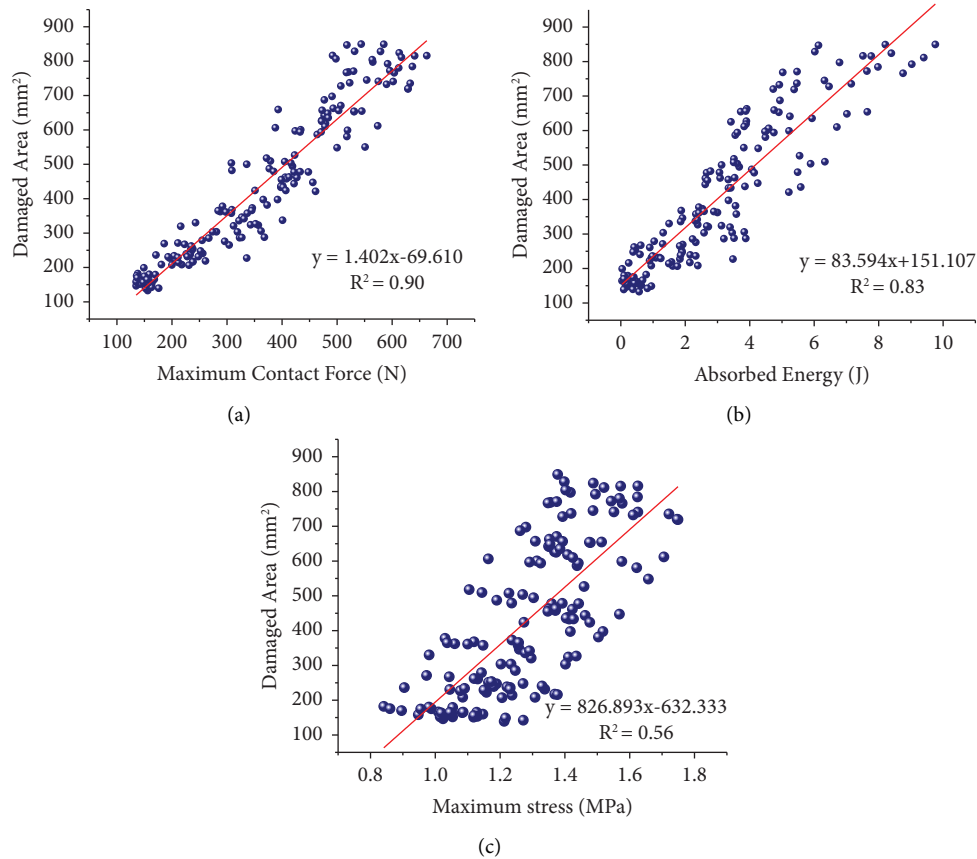 900
800
700
600
500
400
300
200
100
Damaged Area (mm²)
y = 1.402x-69.610
R² = 0.90
100 200 300 400 500 600 700
Maximum Contact Force (N)
(a)
900
800
700
600
500
400
300
200
100
Damaged Area (mm²)
y = 83.594x+151.107
R² = 0.83
0 2 4 6 8 10
Absorbed Energy (J)
(b)
900
800
700
600
500
400
300
200
100
Damaged Area (mm²)
y = 826.893x-632.333
R² = 0.56
0.8 1.0 1.2 1.4 1.6 1.8
Maximum stress (MPa)
(c)